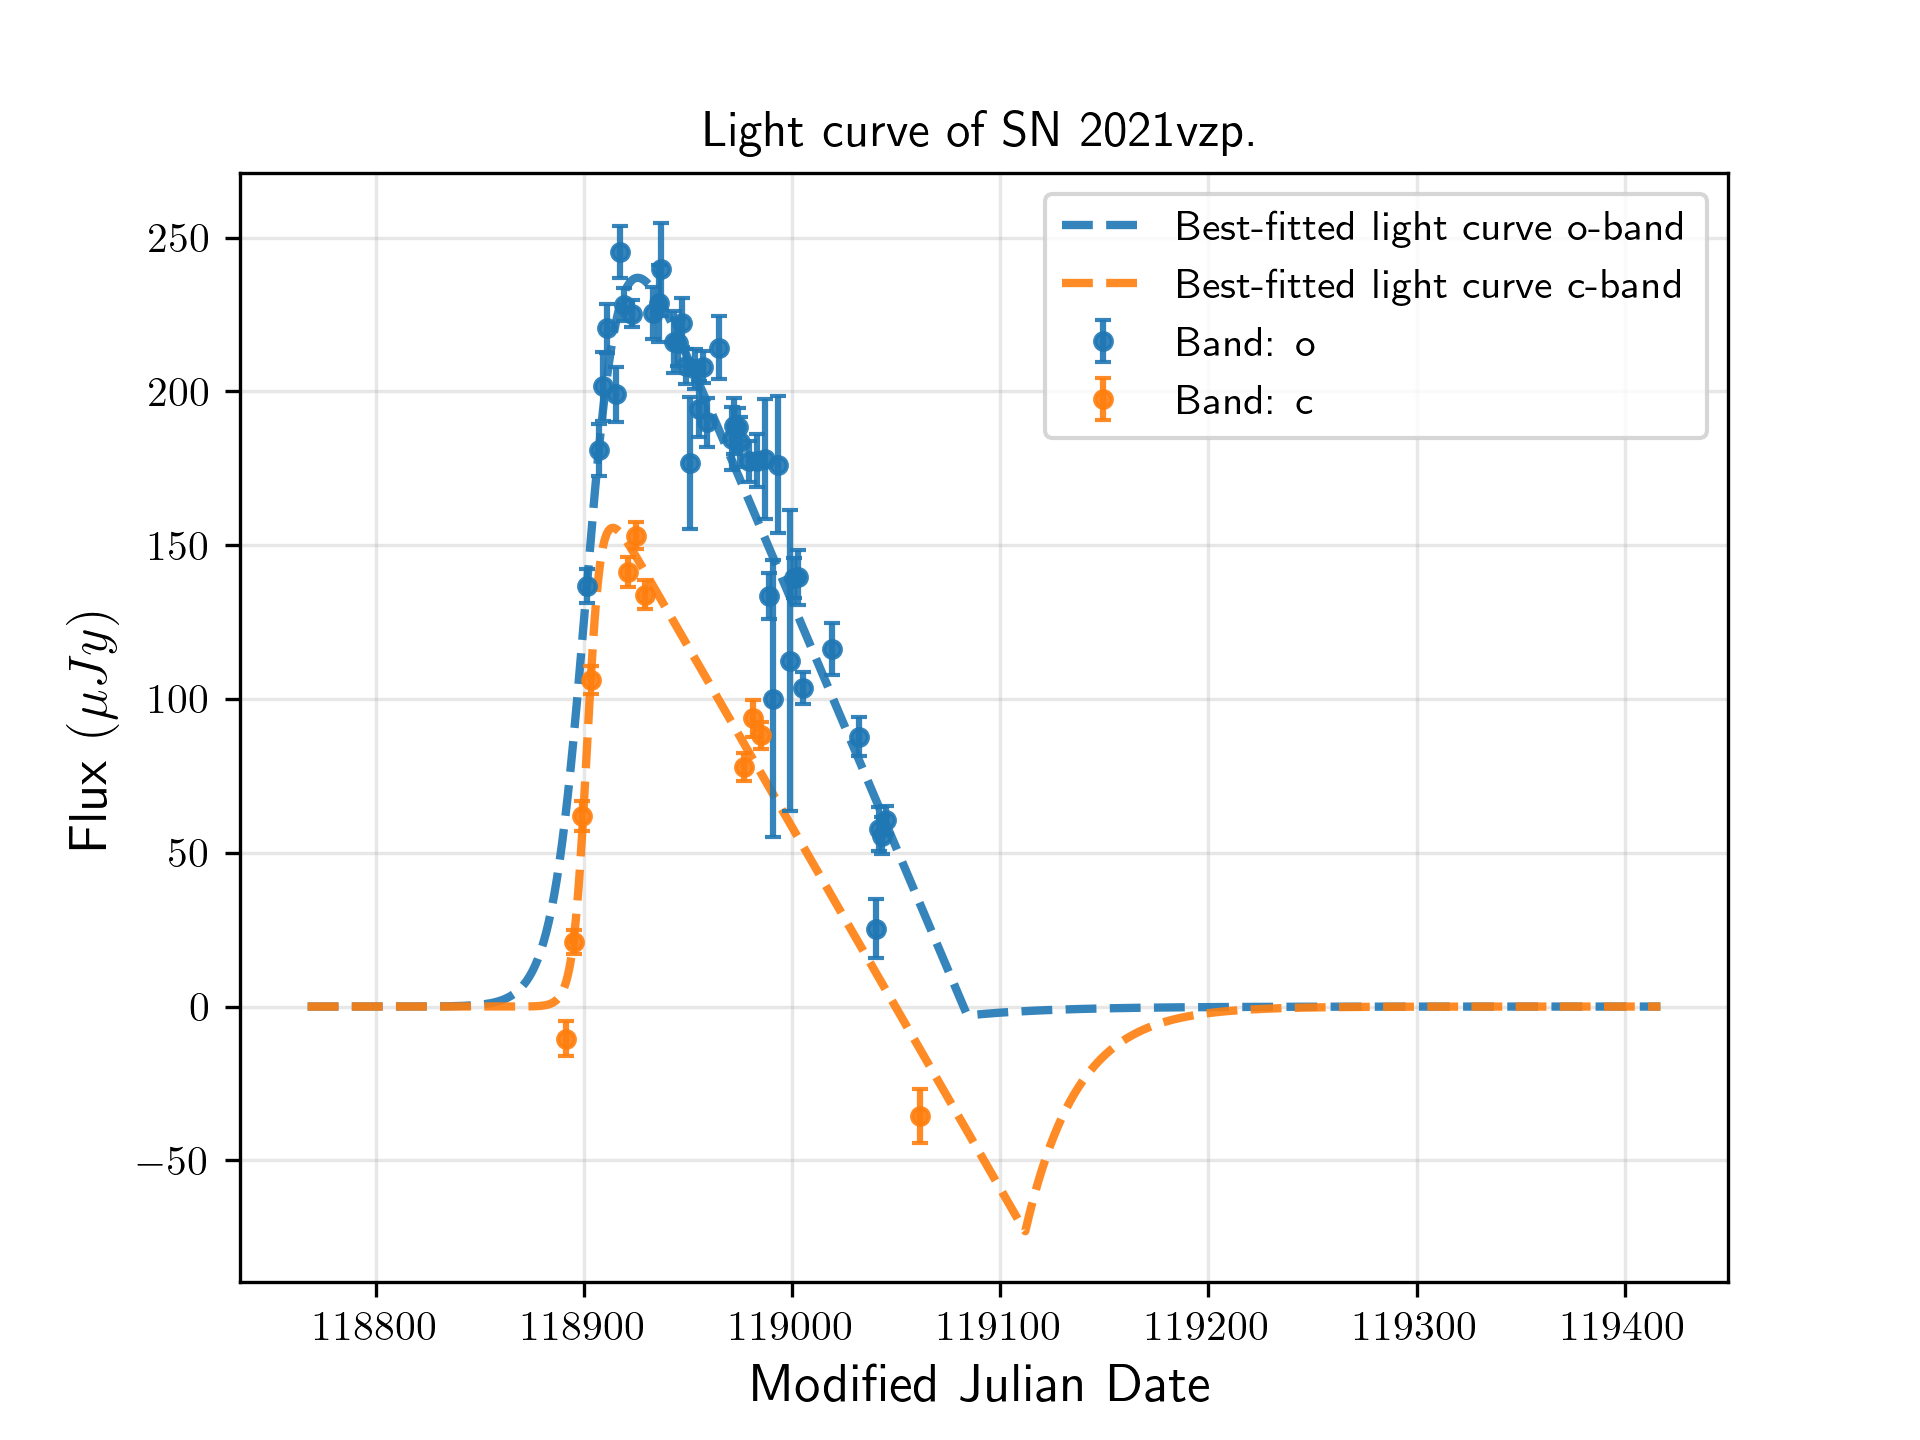 Light curve of SN 2021vzp.
Best-fitted light curve o-band
Best-fitted light curve c-band
Band: o
Band: c
Flux (μJy)
250
200
150
100
50
0
−50
118800 118900 119000 119100 119200 119300 119400
Modified Julian Date